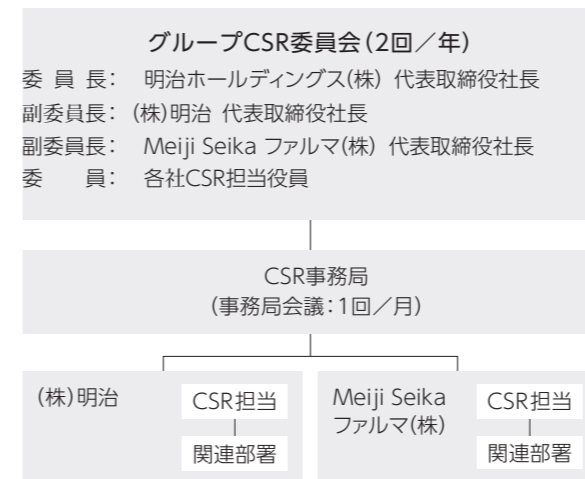 グループCSR委員会（2回／年）
委員長： 明治ホールディングス（株） 代表取締役社長
副委員長： （株）明治 代表取締役社長
副委員長： Meiji Seika ファルマ（株） 代表取締役社長
委員： 各社CSR担当役員
CSR事務局
（事務局会議：1回／月）
（株）明治
CSR担当
関連部署
Meiji Seika
ファルマ（株）
CSR担当
関連部署